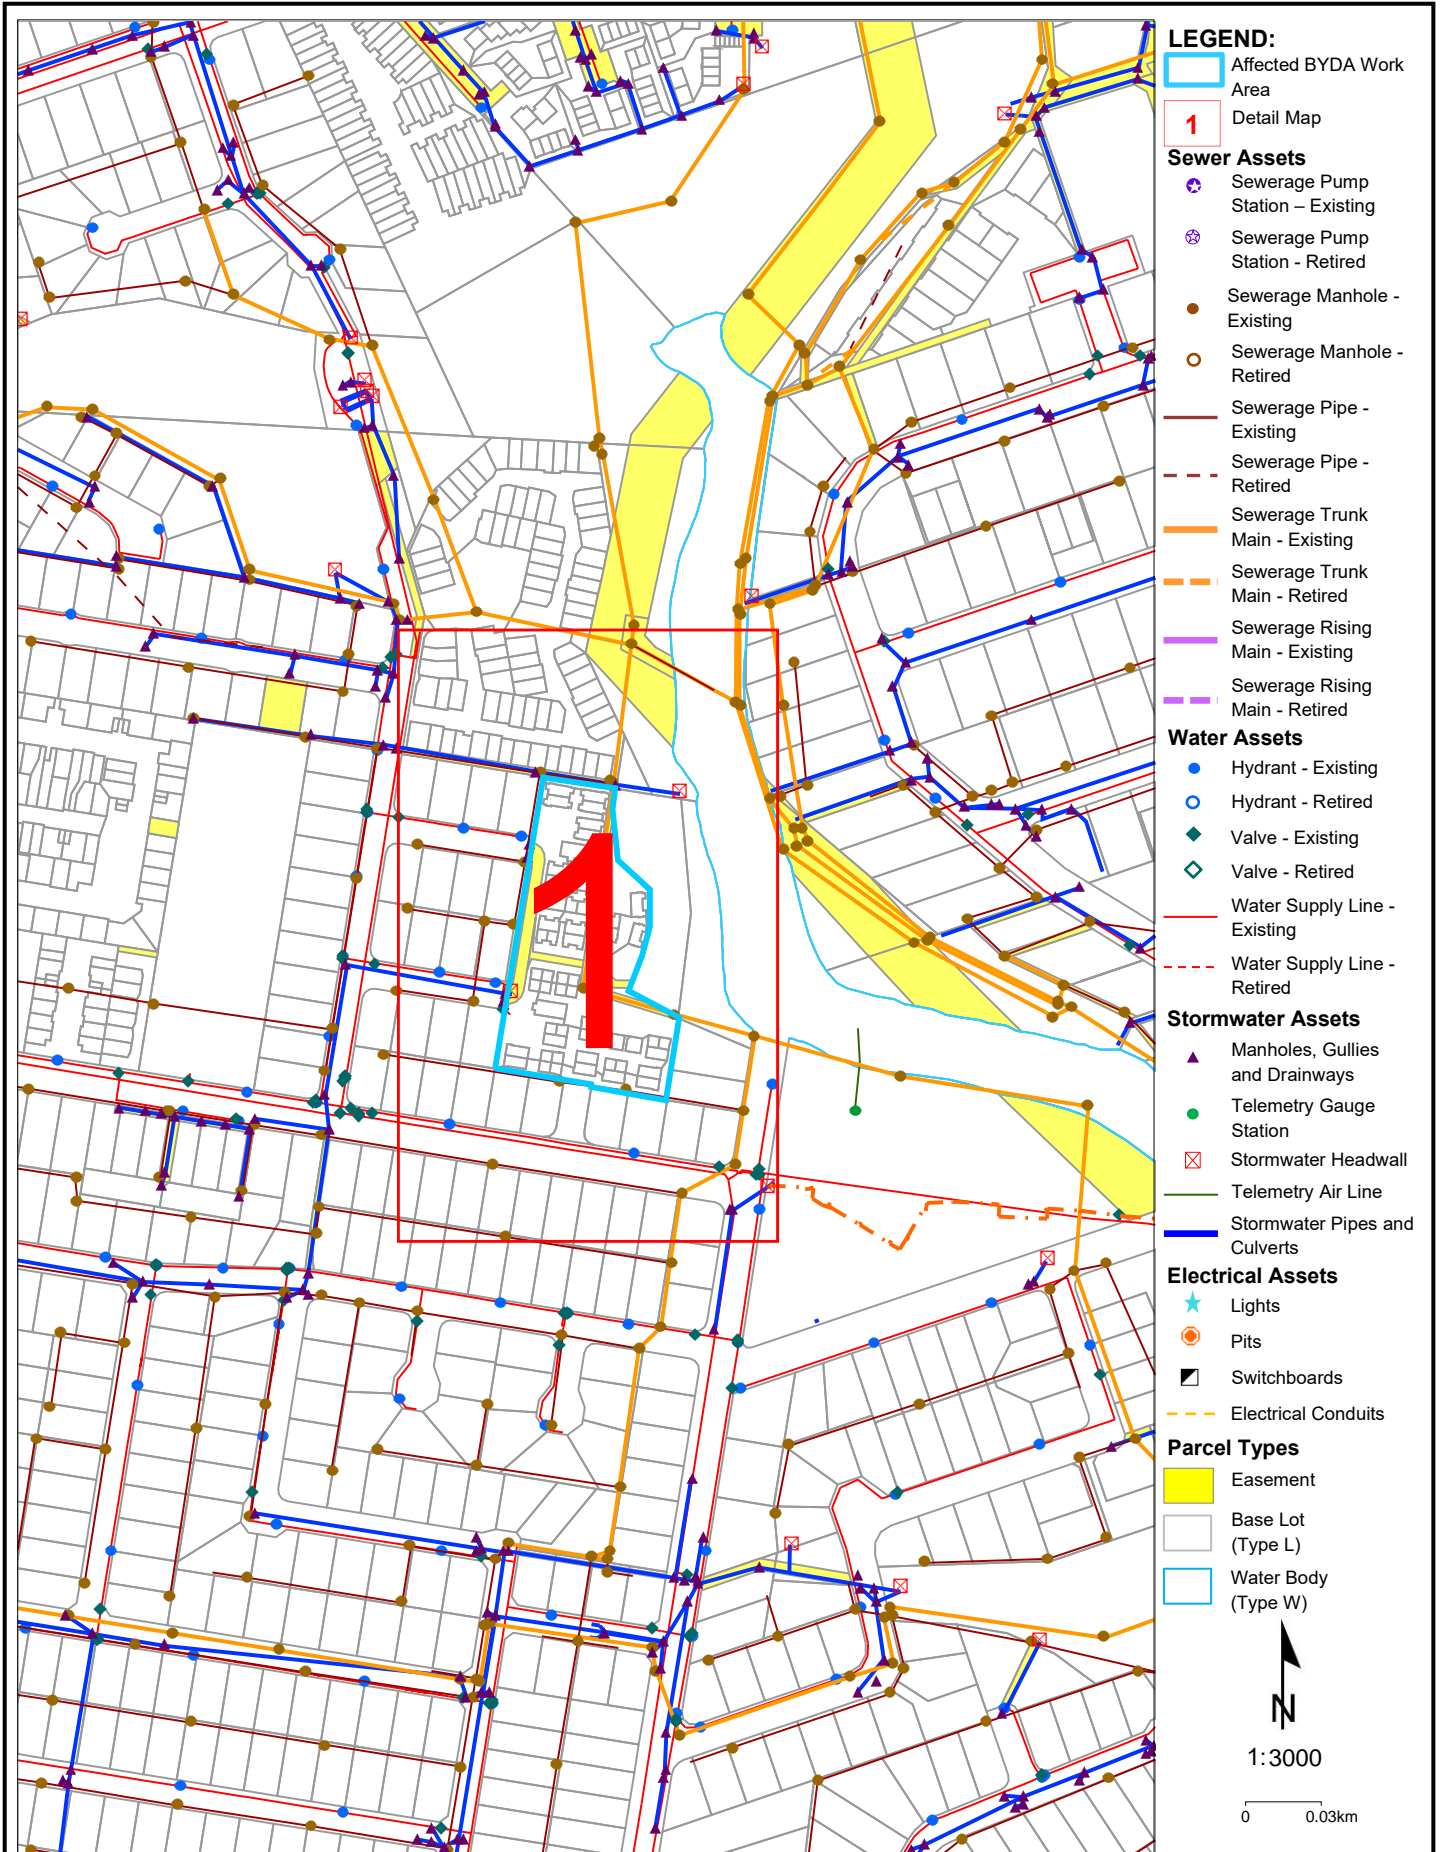 LEGEND:
Affected BYDA Work
Area
1
Detail Map
Sewer Assets
Sewerage Pump
Station – Existing
Sewerage Pump
Station - Retired
Sewerage Manhole -
Existing
Sewerage Manhole -
Retired
Sewerage Pipe -
Existing
Sewerage Pipe -
Retired
Sewerage Trunk
Main - Existing
Sewerage Trunk
Main - Retired
Sewerage Rising
Main - Existing
Sewerage Rising
Main - Retired
Water Assets
Hydrant - Existing
Hydrant - Retired
Valve - Existing
Valve - Retired
Water Supply Line -
Existing
Water Supply Line -
Retired
Stormwater Assets
Manholes, Gullies
and Drainways
Telemetry Gauge
Station
Stormwater Headwall
Telemetry Air Line
Stormwater Pipes and
Culverts
Electrical Assets
Lights
Pits
Switchboards
Electrical Conduits
Parcel Types
Easement
Base Lot
(Type L)
Water Body
(Type W)
N
1:3000
0 0.03km
1